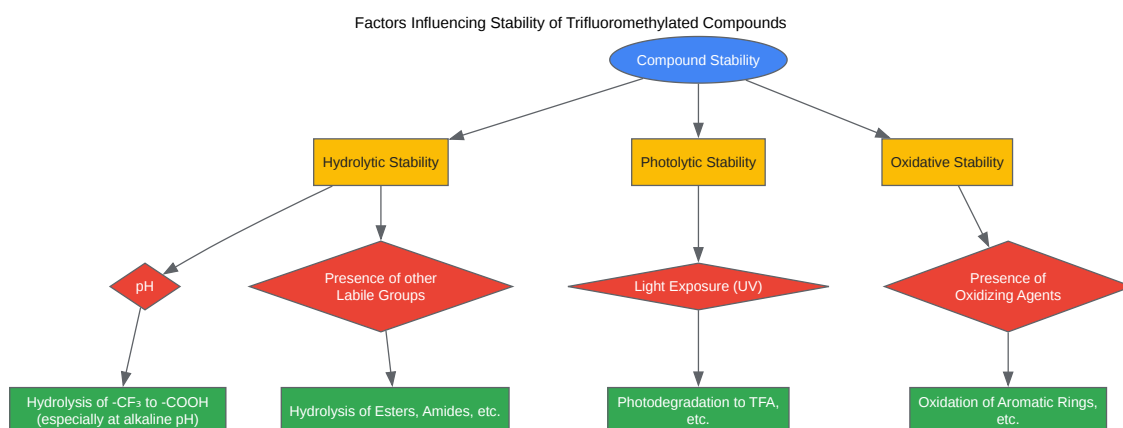 Factors Influencing Stability of Trifluoromethylated Compounds
Compound Stability
Hydrolytic Stability
Photolytic Stability
Oxidative Stability
pH
Presence of other
Labile Groups
Light Exposure (UV)
Presence of
Oxidizing Agents
Hydrolysis of -CF₃ to -COOH
(especially at alkaline pH)
Hydrolysis of Esters, Amides, etc.
Photodegradation to TFA,
etc.
Oxidation of Aromatic Rings,
etc.